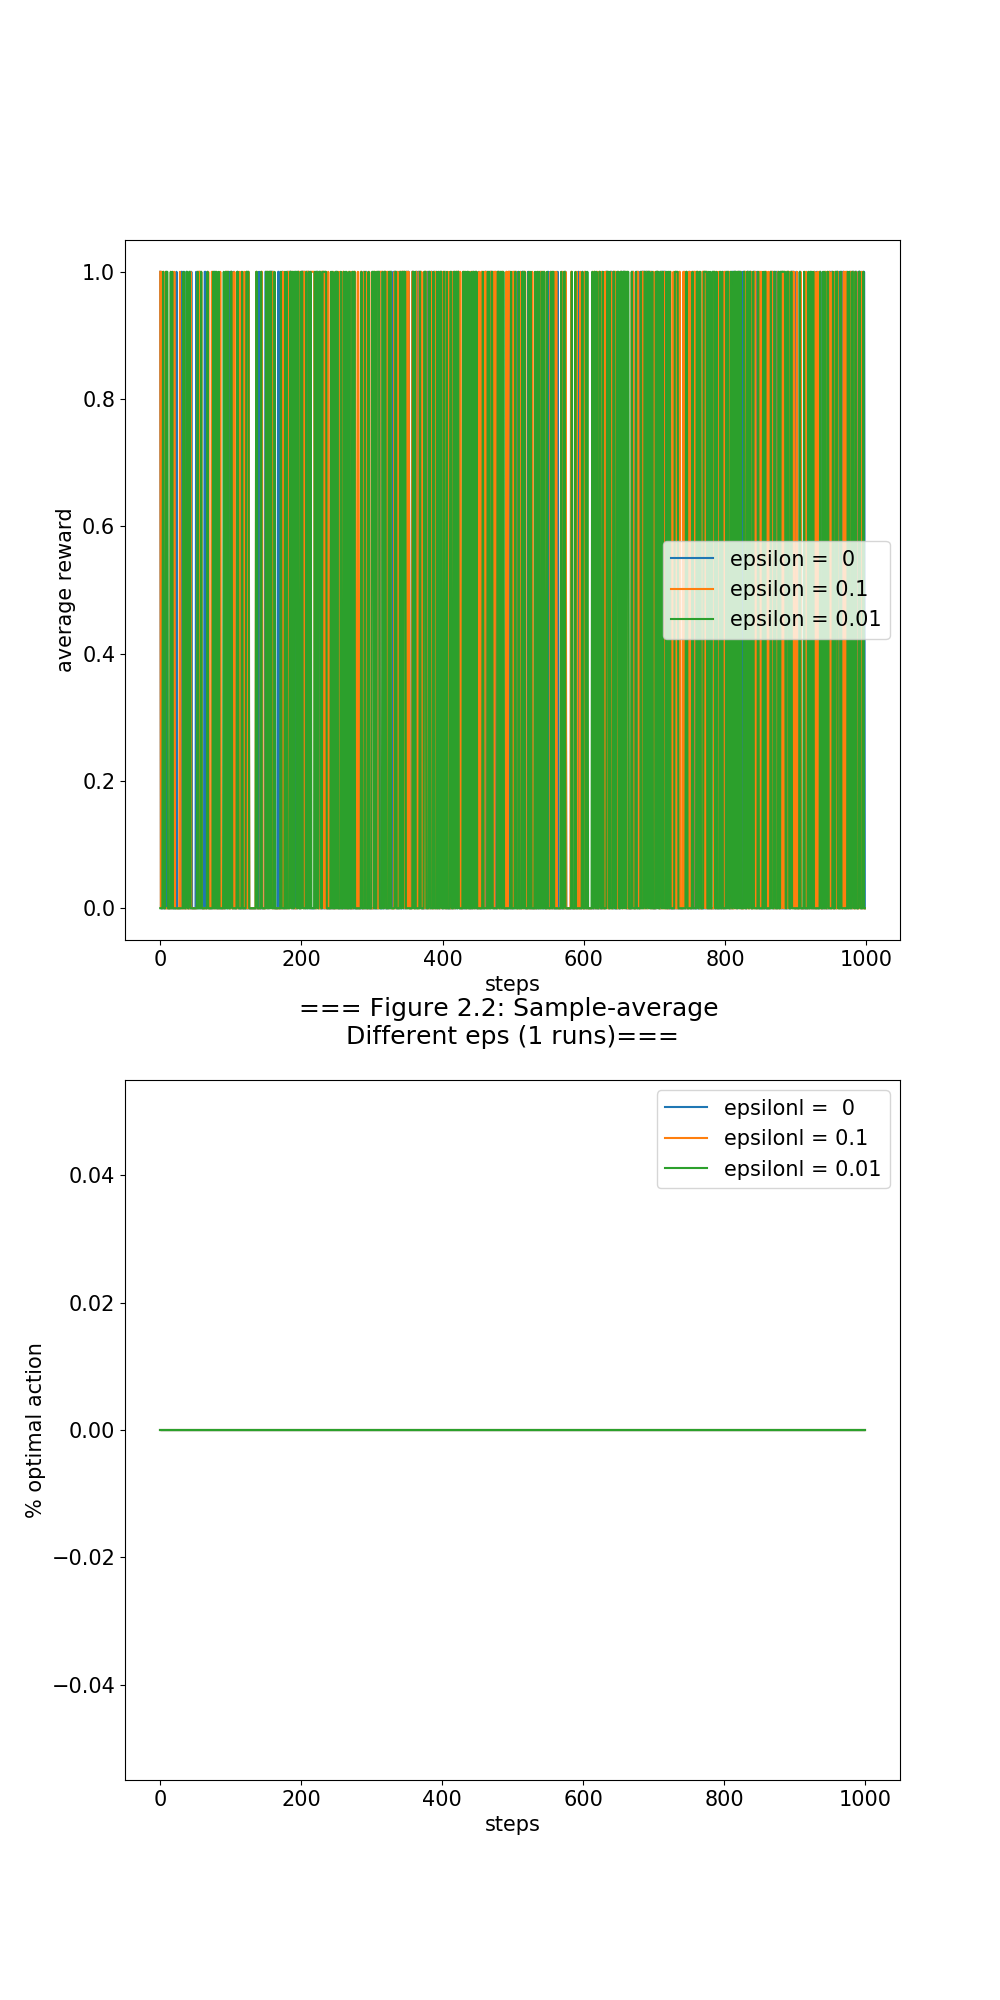 1.0
0.8
0.6
0.4
0.2
0.0
average reward
epsilon =  0
epsilon = 0.1
epsilon = 0.01
0 200 400 600 800 1000
steps
=== Figure 2.2: Sample-average
Different eps (1 runs)===
epsilonl =  0
epsilonl = 0.1
epsilonl = 0.01
0.04
0.02
0.00
−0.02
−0.04
% optimal action
0 200 400 600 800 1000
steps